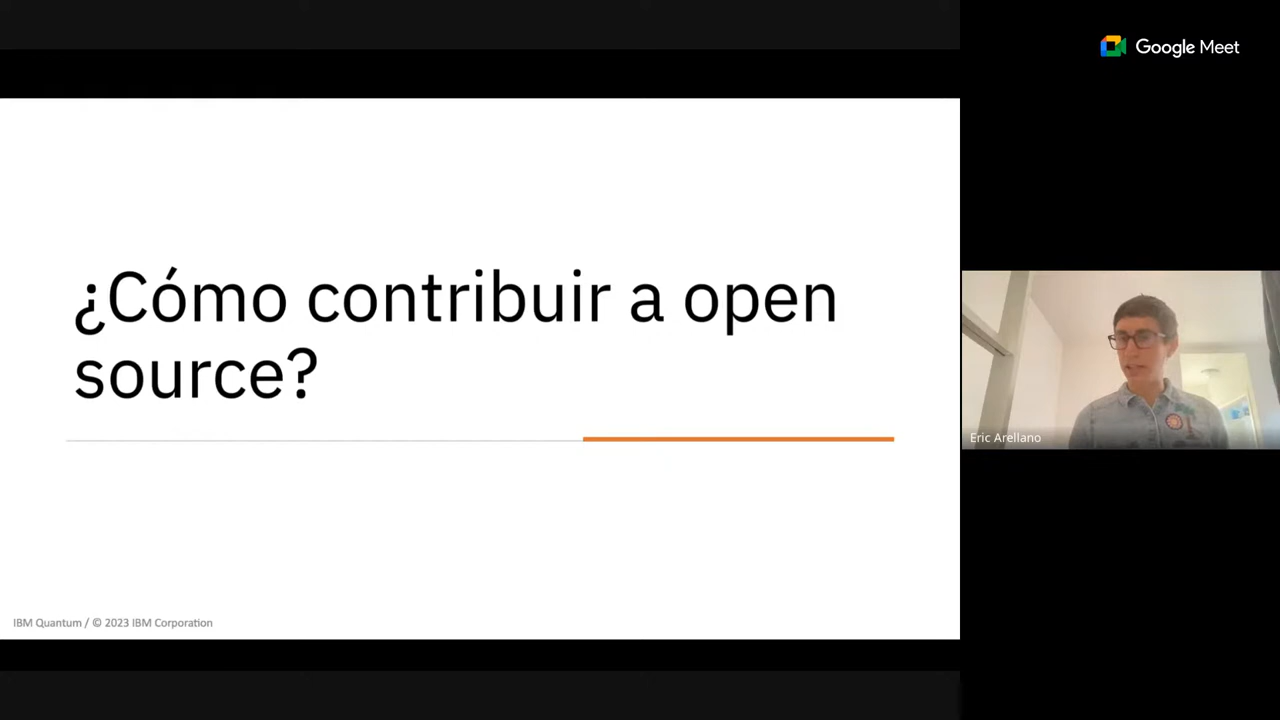 Google Meet
¿Cómo contribuir a open
source?
Eric Arellano
IBM Quantum / © 2023 IBM Corporation